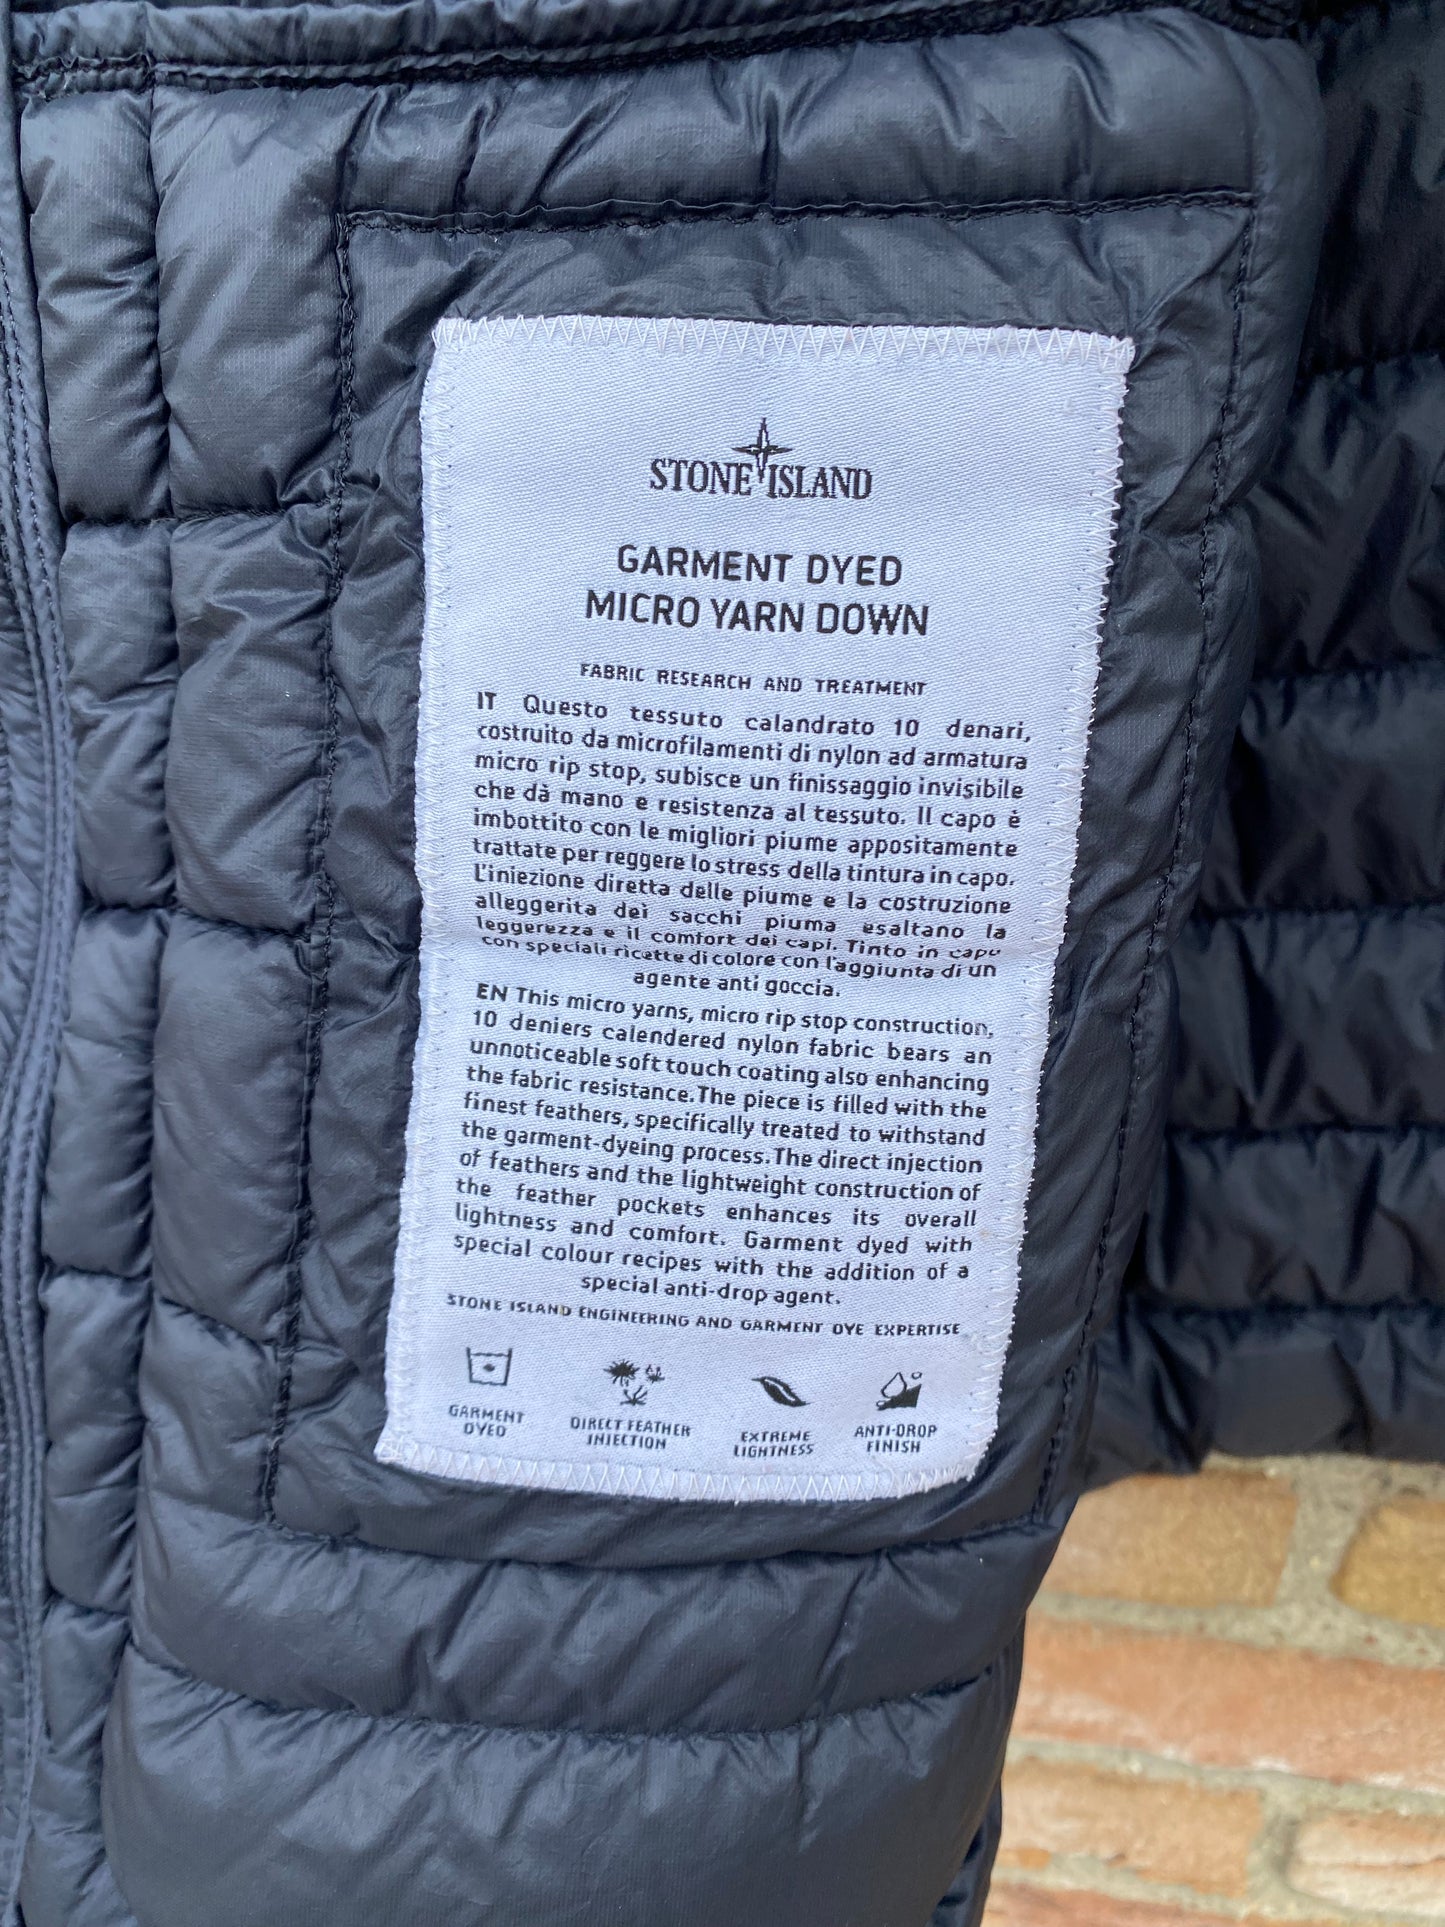 STONE ISLAND
GARMENT DYED
MICRO YARN DOWN
FABRIC RESEARCH AND TREATMENT
IT Questo tessuto calandrato 10 denari,
costruito da microfilamenti di nylon ad armatura
micro rip stop, subisce un finissaggio invisibile
che dà mano e resistenza al tessuto. Il capo è
imbottito con le migliori piume appositamente
trattate per reggere lo stress della tintura in capo.
L'iniezione diretta delle piume e la costruzione
alleggerita dei sacchi piuma esaltano la
leggerezza e il comfort dei capi. Tinto in capo
con speciali ricette di colore con l'aggiunta di un
agente anti goccia.
EN This micro yarns, micro rip stop construction,
10 deniers calendered nylon fabric bears an
unnoticeable soft touch coating also enhancing
the fabric resistance. The piece is filled with the
finest feathers, specifically treated to withstand
the garment-dyeing process. The direct injection
of feathers and the lightweight construction of
the feather pockets enhances its overall
lightness and comfort. Garment dyed with
special colour recipes with the addition of a
special anti-drop agent.
STONE ISLAND ENGINEERING AND GARMENT DYE EXPERTISE
GARMENT
DYED
DIRECT FEATHER
INJECTION
EXTREME
LIGHTNESS
ANTI-DROP
FINISH